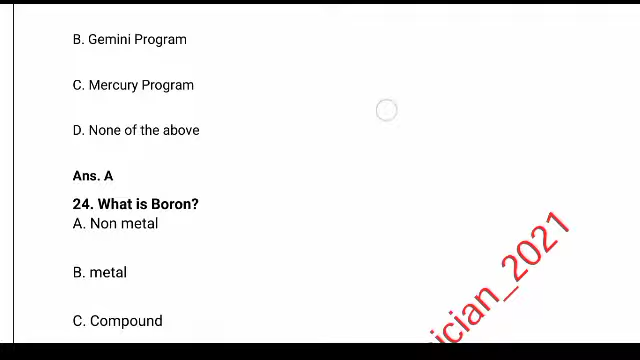 B. Gemini Program
C. Mercury Program
D. None of the above
Ans. A
24. What is Boron?
A. Non metal
B. metal
C. Compound
ician_2021